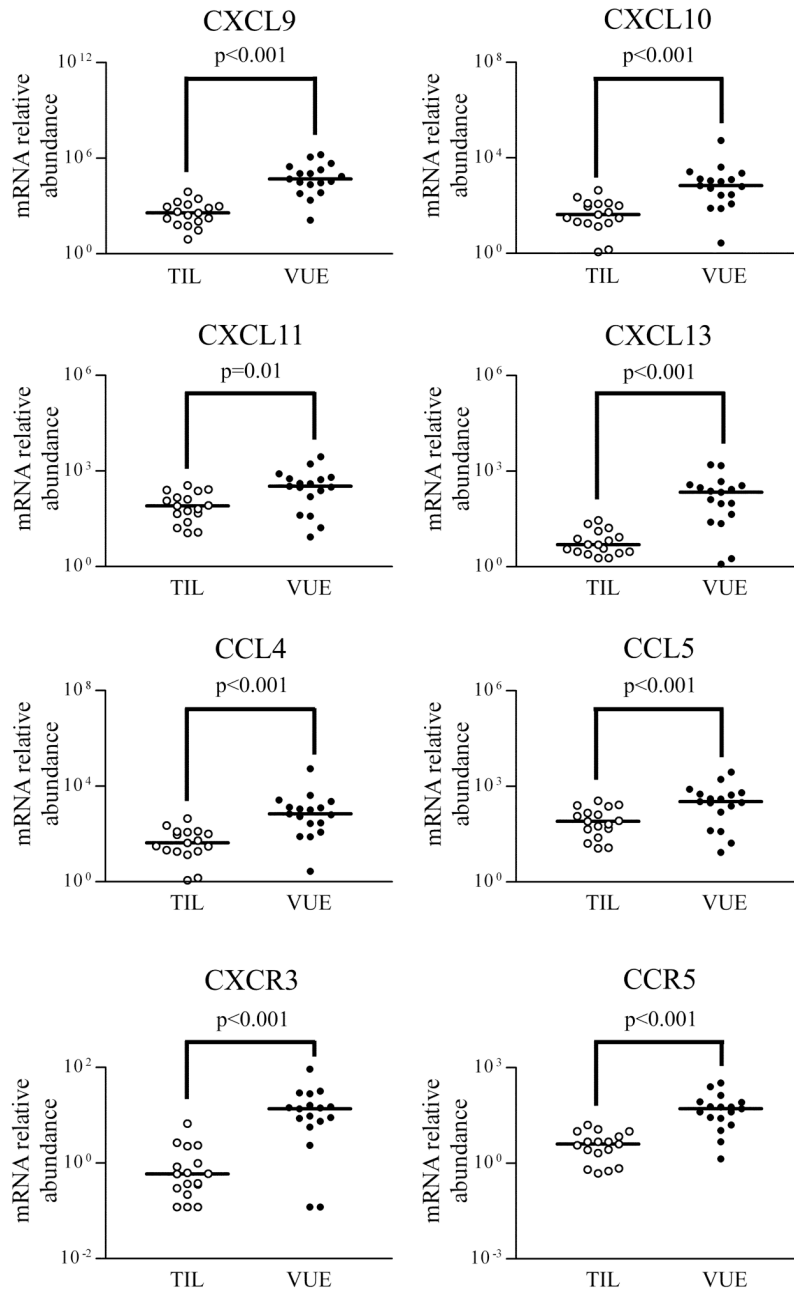 CXCL9
p<0.001
mRNA relative
abundance
10^12
10^6
10^0
TIL
VUE
CXCL10
p<0.001
mRNA relative
abundance
10^8
10^4
10^0
TIL
VUE
CXCL11
p=0.01
mRNA relative
abundance
10^6
10^3
10^0
TIL
VUE
CXCL13
p<0.001
mRNA relative
abundance
10^6
10^3
10^0
TIL
VUE
CCL4
p<0.001
mRNA relative
abundance
10^8
10^4
10^0
TIL
VUE
CCL5
p<0.001
mRNA relative
abundance
10^6
10^3
10^0
TIL
VUE
CXCR3
p<0.001
mRNA relative
abundance
10^2
10^0
10^-2
TIL
VUE
CCR5
p<0.001
mRNA relative
abundance
10^3
10^0
10^-3
TIL
VUE